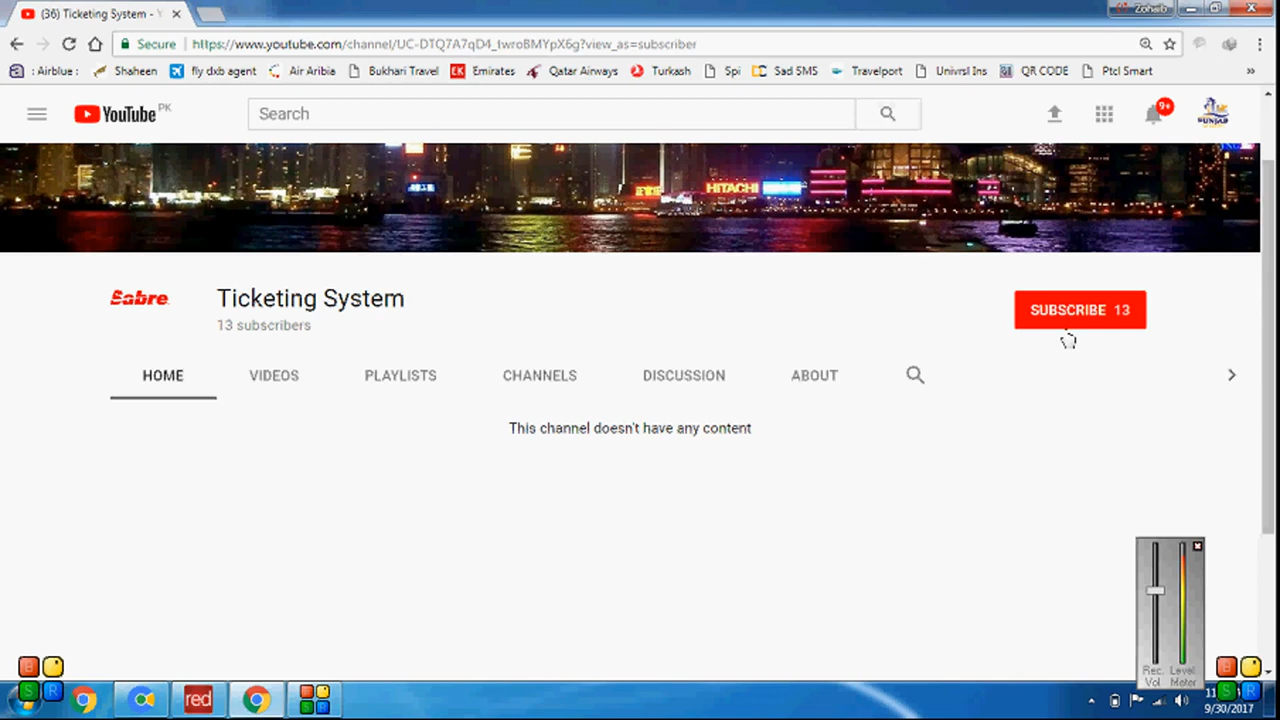 (36) Ticketing System - Y
Zohaib
Secure
https://www.youtube.com/channel/UC-DTQ7A7qD4_twroBMYpX6g?view_as=subscriber
: Airblue :
Shaheen
fly dxb agent
Air Aribia
Bukhari Travel
EK
Emirates
Qatar Airways
Turkash
Spi
Sad SMS
Travelport
Univrsl Ins
QR CODE
Ptcl Smart
»
YouTube PK
Search
9+
HITACHI
Sabre
Ticketing System
13 subscribers
SUBSCRIBE 13
HOME
VIDEOS
PLAYLISTS
CHANNELS
DISCUSSION
ABOUT
This channel doesn't have any content
Rec. Level
Vol Meter
B
S R
red
B
S R
9/30/2017